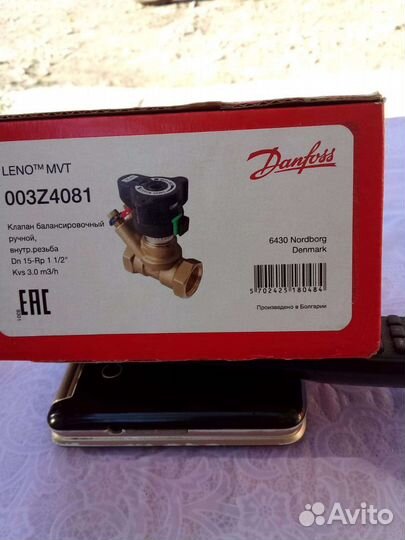 LENO™ MVT
003Z4081
Клапан балансировочный
ручной,
внутр.резьба
Dn 15-Rp 1 1/2"
Kvs 3.0 m3/h
EAC
Danfoss
6430 Nordborg
Denmark
5 702425 180484
Произведено в Болгарии
Avito